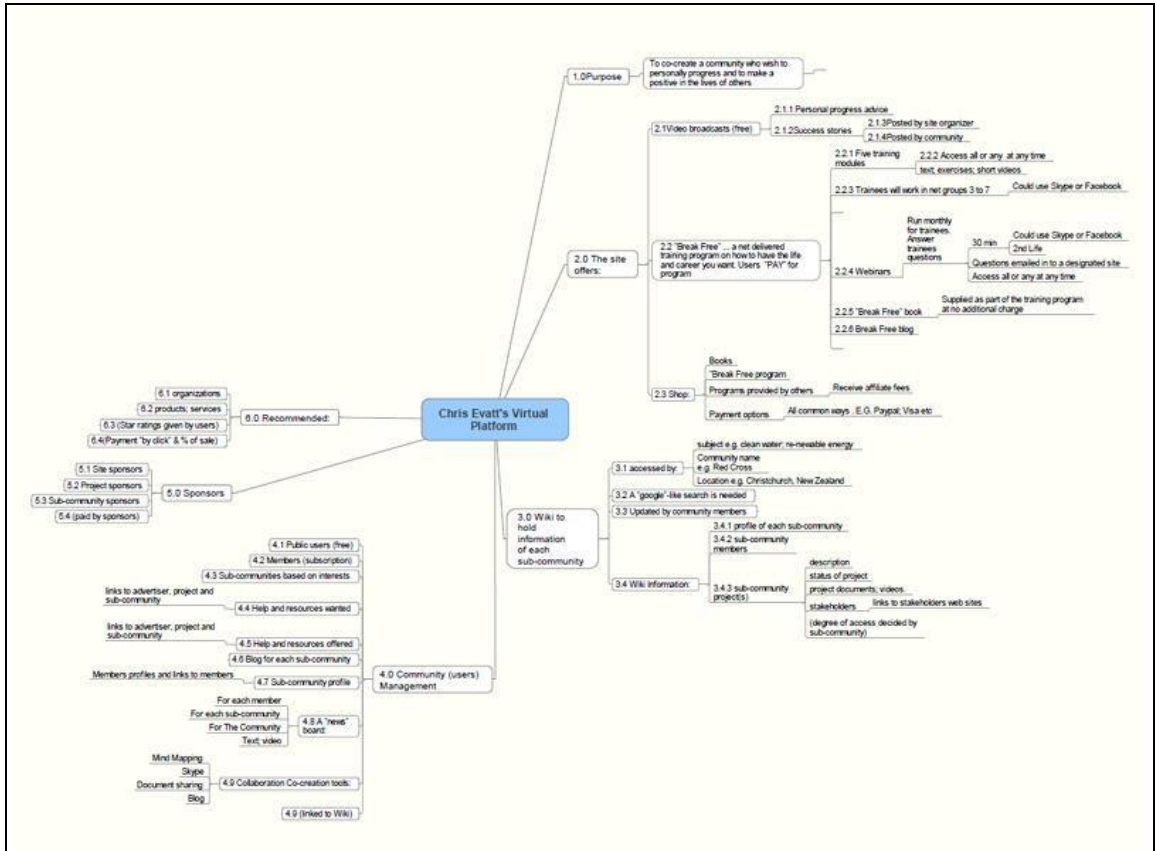 Chris Evatt's Virtual
Platform
1.0Purpose
To co-create a community who wish to
personally progress and to make a
positive in the lives of others
2.0 The site
offers:
2.1Video broadcasts (free)
2.1.1 Personal progress advice
2.1.2Success stories
2.1.3Posted by site organizer
2.1.4Posted by community
2.2 "Break Free" ... a net delivered
training program on how to have the life
and career you want. Users "PAY" for
program
2.2.1 Five training
modules
2.2.2 Access all or any at any time
text; exercises; short videos
2.2.3 Trainees will work in net groups 3 to 7
Could use Skype or Facebook
2.2.4 Webinars
Run monthly
for trainees.
Answer
trainees
questions
30 min
Could use Skype or Facebook
2nd Life
Questions emailed in to a designated site
Access all or any at any time
2.2.5 "Break Free" book
Supplied as part of the training program
at no additional charge
2.2.6 Break Free blog
2.3 Shop:
Books
"Break Free program
Programs provided by others
Receive affiliate fees
Payment options
All common ways . E.G. Paypal; Visa etc
3.0 Wiki to
hold
information
of each
sub-community
3.1 accessed by:
subject e.g. clean water; re-newable energy
Community name
e.g. Red Cross
Location e.g. Christchurch, New Zealand
3.2 A "google"-like search is needed
3.3 Updated by community members
3.4 Wiki information:
3.4.1 profile of each sub-community
3.4.2 sub-community
members
3.4.3 sub-community
project(s)
description
status of project
project documents; videos.
stakeholders
links to stakeholders web sites
(degree of access decided by
sub-community)
4.0 Community (users)
Management
4.1 Public users (free)
4.2 Members (subscription)
4.3 Sub-communities based on interests
4.4 Help and resources wanted
links to advertiser, project and
sub-community
4.5 Help and resources offered
links to advertiser, project and
sub-community
4.6 Blog for each sub-community
4.7 Sub-community profile
Members profiles and links to members
4.8 A "news"
board:
For each member
For each sub-community
For The Community
Text; video
4.9 Collaboration Co-creation tools:
Mind Mapping
Skype
Document sharing
Blog
4.9 (linked to Wiki)
5.0 Sponsors
5.1 Site sponsors
5.2 Project sponsors
5.3 Sub-community sponsors
5.4 (paid by sponsors)
6.0 Recommended:
6.1 organizations
6.2 products; services
6.3 (Star ratings given by users)
6.4(Payment "by click" & % of sale)